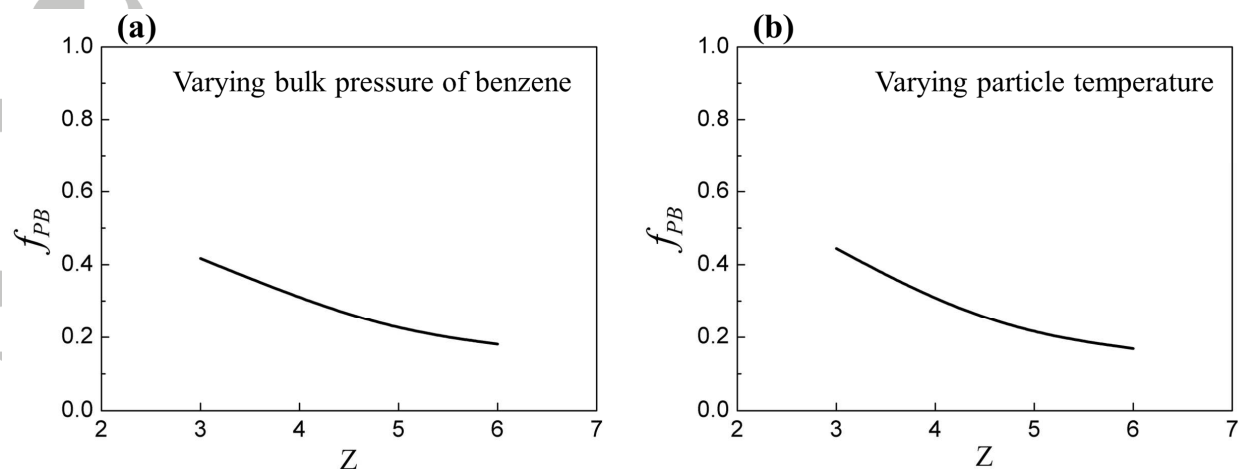 (a)
Varying bulk pressure of benzene
1.0
0.8
0.6
0.4
0.2
0.0
f_PB
2 3 4 5 6 7
Z
(b)
Varying particle temperature
1.0
0.8
0.6
0.4
0.2
0.0
f_PB
2 3 4 5 6 7
Z